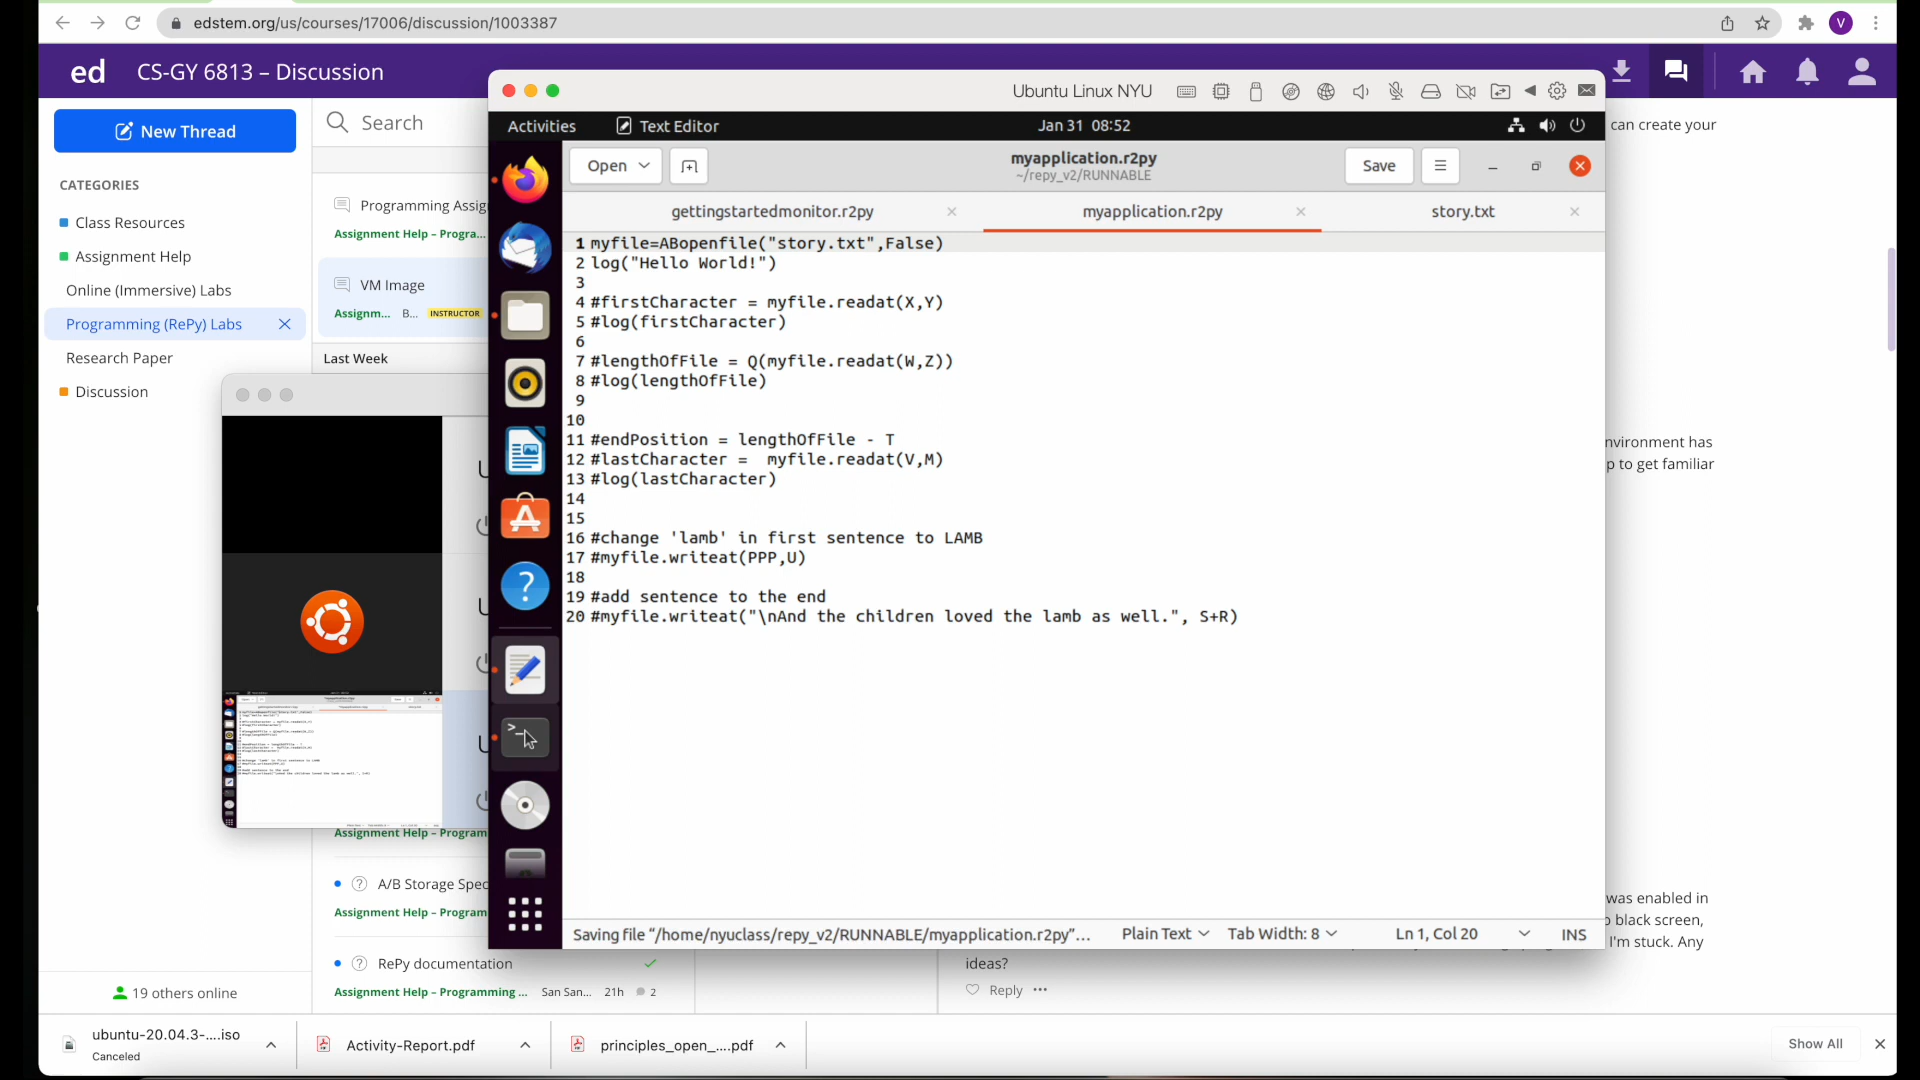 edstem.org/us/courses/17006/discussion/1003387
V
ed CS-GY 6813 – Discussion
New Thread
Search
CATEGORIES
Class Resources
Assignment Help
Online (Immersive) Labs
Programming (RePy) Labs
Research Paper
Discussion
19 others online
Programming Assig
Assignment Help – Progra...
VM Image
Assignm... B... INSTRUCTOR
Last Week
Ubuntu Linux NYU
Activities Text Editor Jan 31 08:52
Open
myapplication.r2py
~/repy_v2/RUNNABLE
Save
gettingstartedmonitor.r2py
myapplication.r2py
story.txt
1 myfile=ABopenfile("story.txt",False)
2 log("Hello World!")
3
4 #firstCharacter = myfile.readat(X,Y)
5 #log(firstCharacter)
6
7 #lengthOfFile = Q(myfile.readat(W,Z))
8 #log(lengthOfFile)
9
10
11 #endPosition = lengthOfFile - T
12 #lastCharacter =  myfile.readat(V,M)
13 #log(lastCharacter)
14
15
16 #change 'lamb' in first sentence to LAMB
17 #myfile.writeat(PPP,U)
18
19 #add sentence to the end
20 #myfile.writeat("\nAnd the children loved the lamb as well.", S+R)
Saving file “/home/nyuclass/repy_v2/RUNNABLE/myapplication.r2py”... Plain Text Tab Width: 8 Ln 1, Col 20 INS
can create your
nvironment has
p to get familiar
was enabled in
black screen,
I'm stuck. Any
ideas?
Reply
Assignment Help – Program
A/B Storage Spec
Assignment Help – Program
RePy documentation
Assignment Help – Programming ... San San... 21h 2
ubuntu-20.04.3-....iso
Canceled
Activity-Report.pdf
principles_open_....pdf
Show All